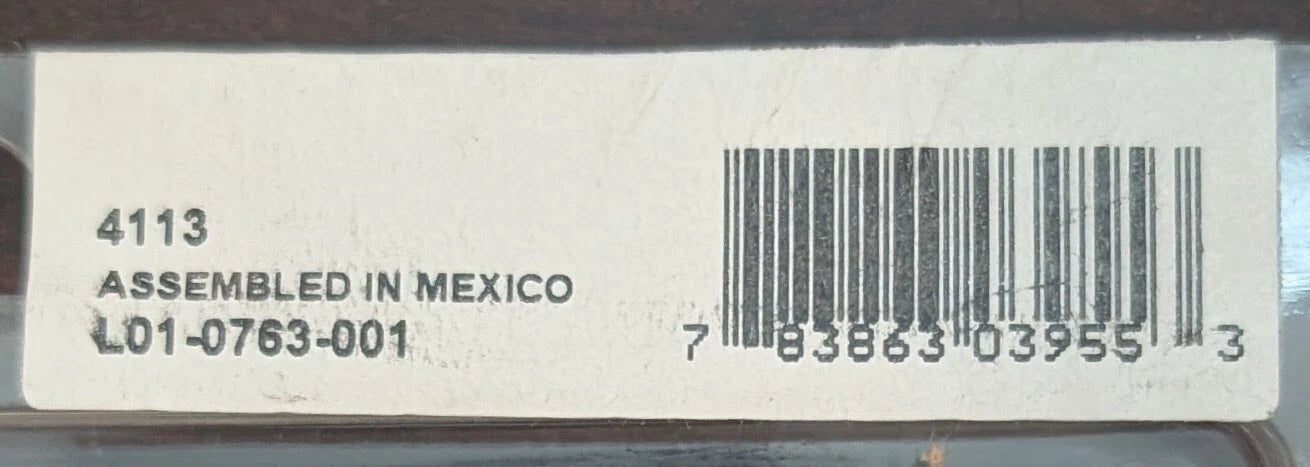 4113
ASSEMBLED IN MEXICO
L01-0763-001
7 83863 03955 3